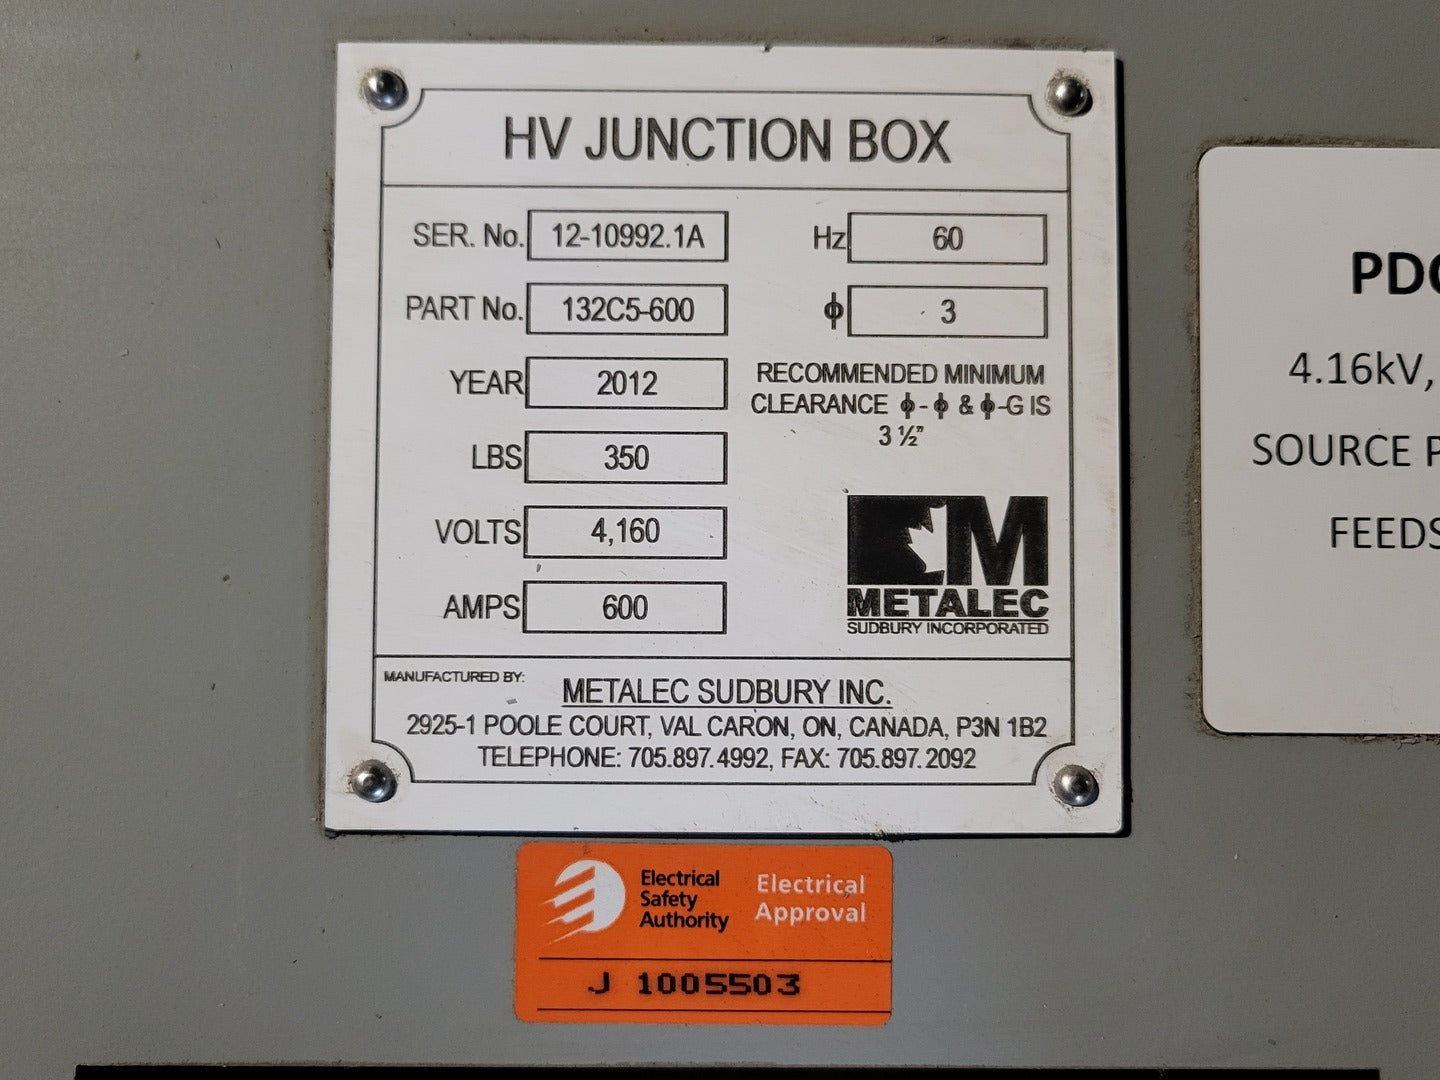 HV JUNCTION BOX
SER. No. 12-10992.1A
PART No. 132C5-600
YEAR 2012
LBS 350
VOLTS 4,160
AMPS 600
Hz 60
ϕ 3
RECOMMENDED MINIMUM
CLEARANCE ϕ-ϕ & ϕ-G IS
3 ½"
M
METALEC
SUDBURY INCORPORATED
MANUFACTURED BY:
METALEC SUDBURY INC.
2925-1 POOLE COURT, VAL CARON, ON, CANADA, P3N 1B2
TELEPHONE: 705.897.4992, FAX: 705.897.2092
Electrical
Safety
Authority
Electrical
Approval
J 1005503
4.16kV,
SOURCE
FEEDS